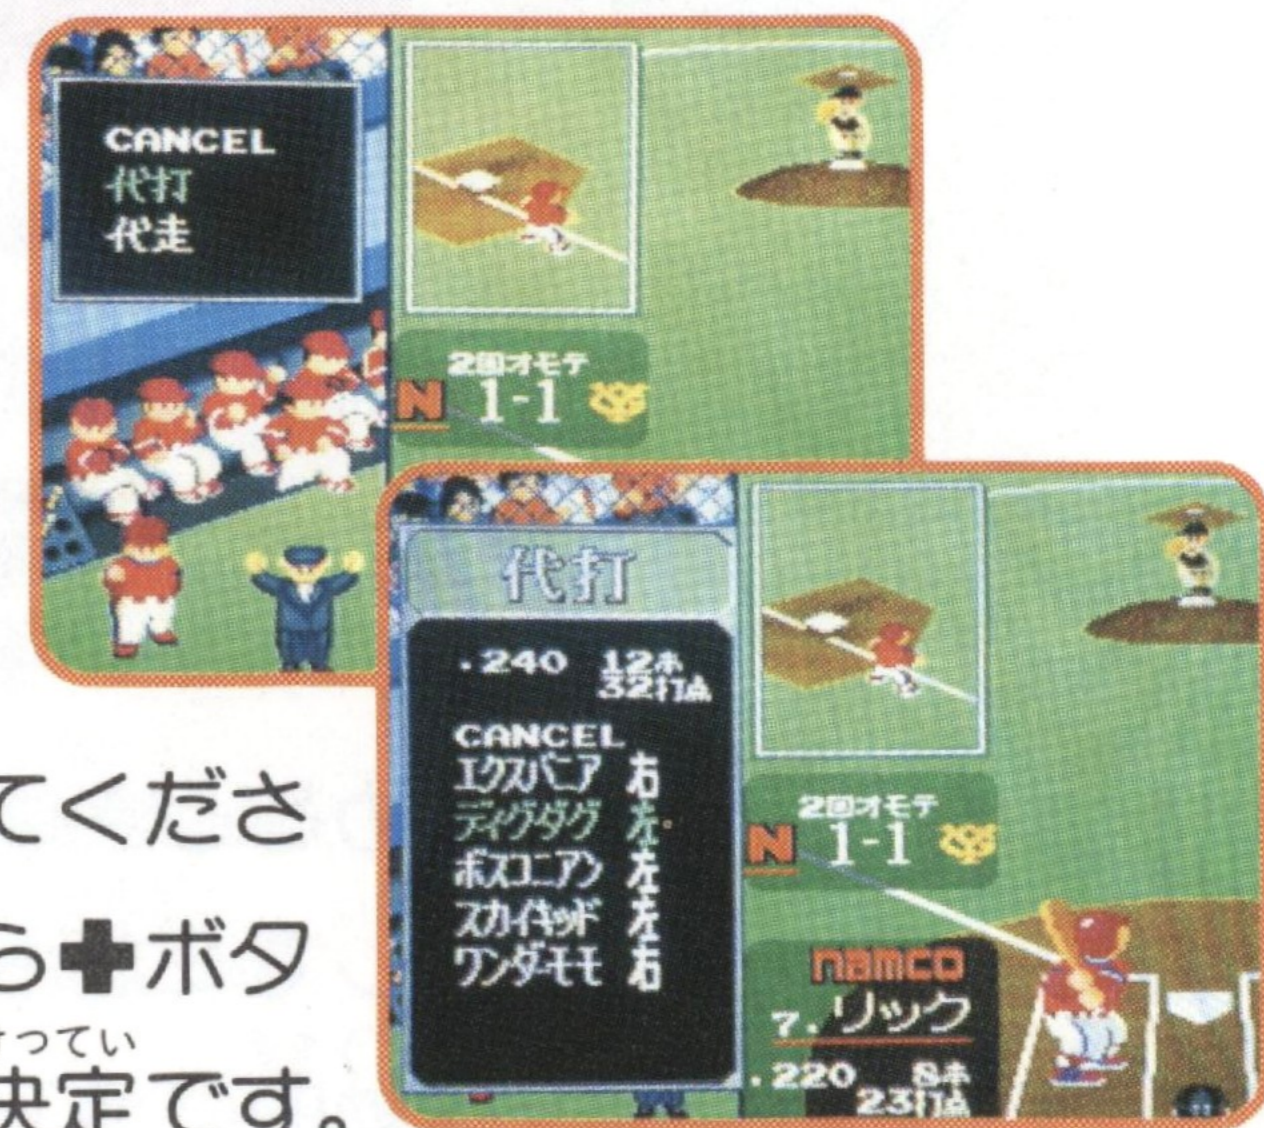 CANCEL
代打
代走
2回オモテ
N 1-1
代打
.240 12本
32打点
CANCEL
エクスバニア 右
ディグダグ 左
ボスコニアン 左
スカイキッド 左
ワンダーモモ 右
2回オモテ
N 1-1
namco
7.リック
.220 8本
23打点
てくださ
ら✚ボタ
ってい
決定です。